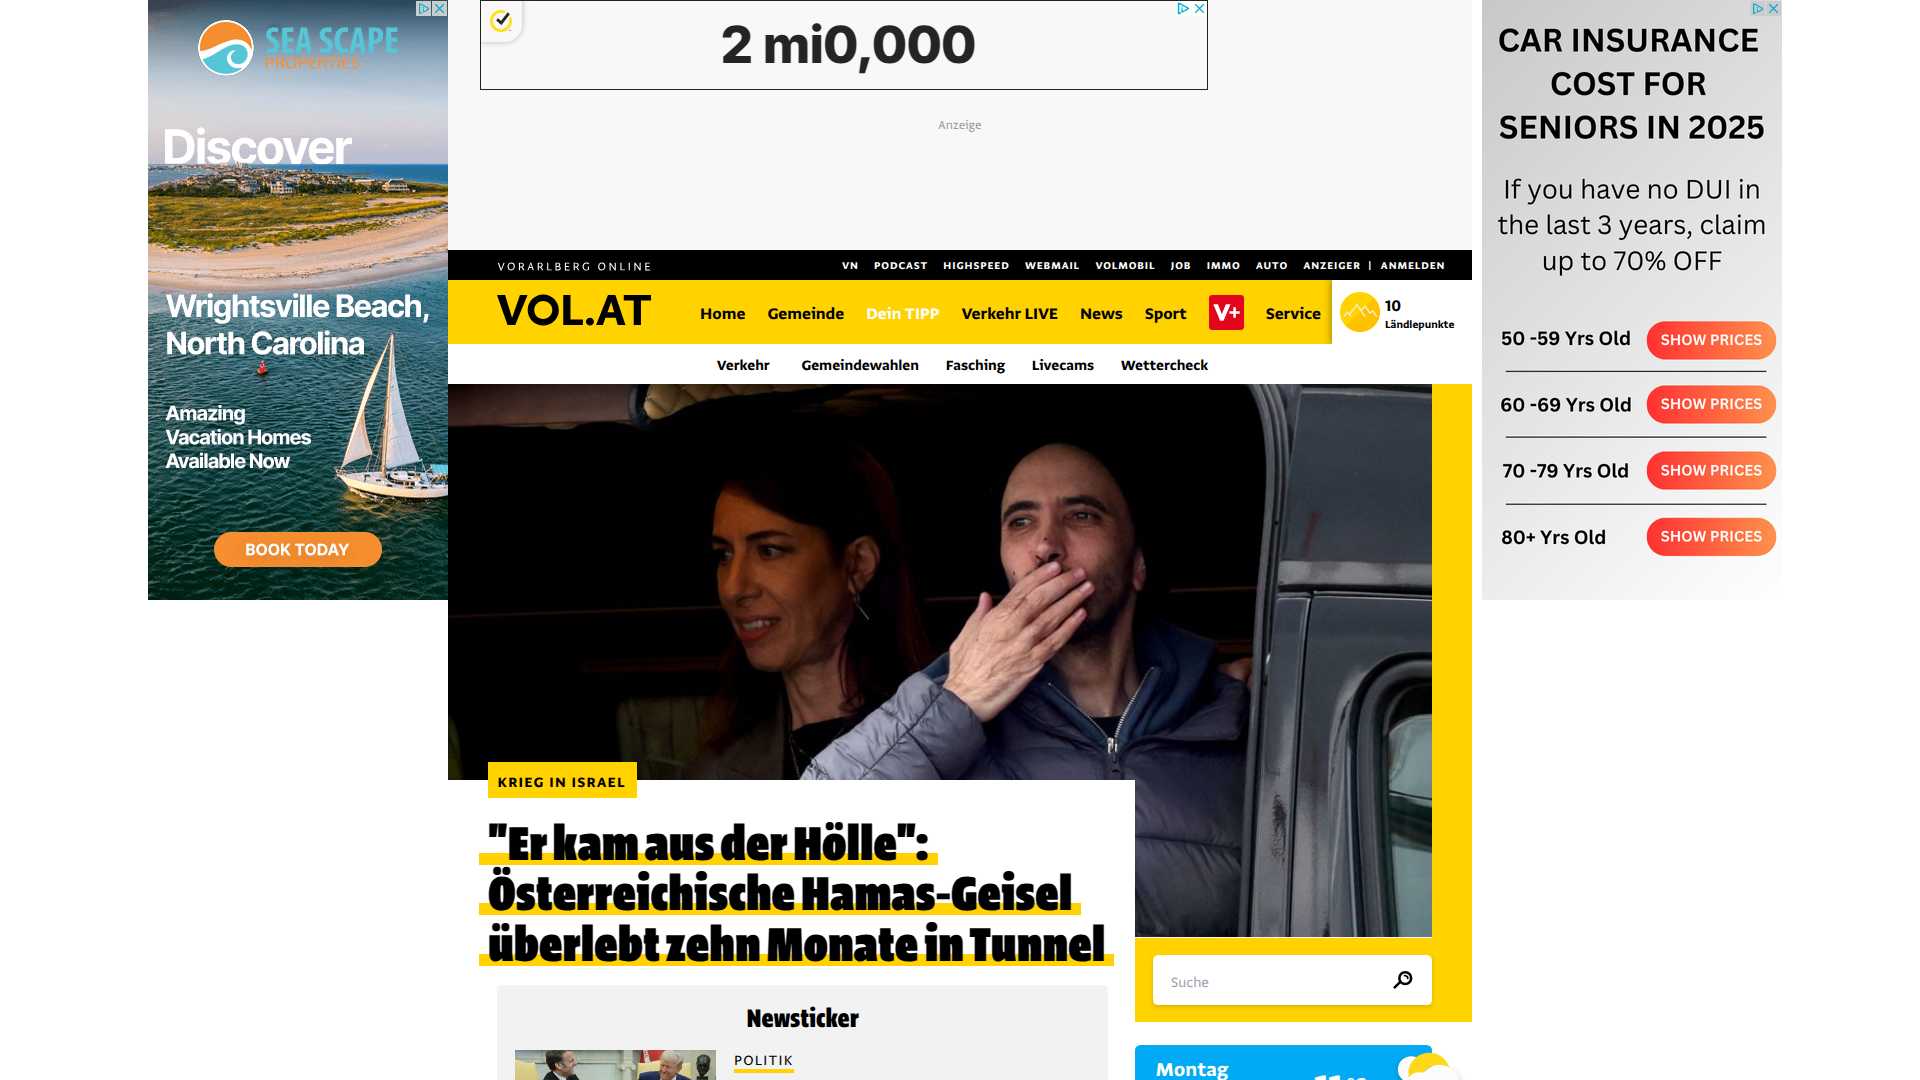 SEA SCAPE
PROPERTIES
Discover
Wrightsville Beach,
North Carolina
Amazing
Vacation Homes
Available Now
BOOK TODAY
2 mi0,000
Anzeige
VORARLBERG ONLINE
VN PODCAST HIGHSPEED WEBMAIL VOLMOBIL JOB IMMO AUTO ANZEIGER | ANMELDEN
VOL.AT
Home Gemeinde Dein TIPP Verkehr LIVE News Sport V+ Service
10
Ländlepunkte
Verkehr Gemeindewahlen Fasching Livecams Wettercheck
KRIEG IN ISRAEL
"Er kam aus der Hölle":
Österreichische Hamas-Geisel
überlebt zehn Monate in Tunnel
Newsticker
POLITIK
Suche
Montag
CAR INSURANCE
COST FOR
SENIORS IN 2025
If you have no DUI in
the last 3 years, claim
up to 70% OFF
50 -59 Yrs Old SHOW PRICES
60 -69 Yrs Old SHOW PRICES
70 -79 Yrs Old SHOW PRICES
80+ Yrs Old SHOW PRICES